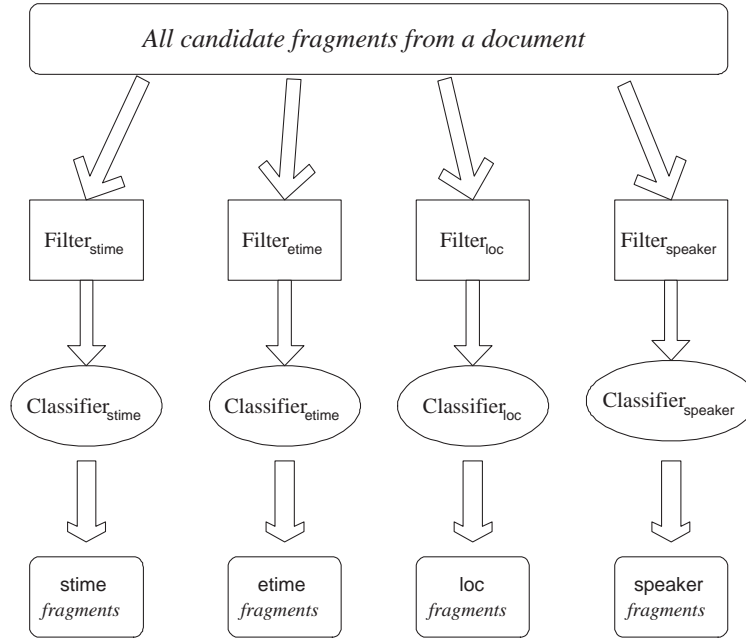 All candidate fragments from a document
Filter_stime Filter_etime Filter_loc Filter_speaker
Classifier_stime Classifier_etime Classifier_loc Classifier_speaker
stime etime loc speaker
fragments fragments fragments fragments